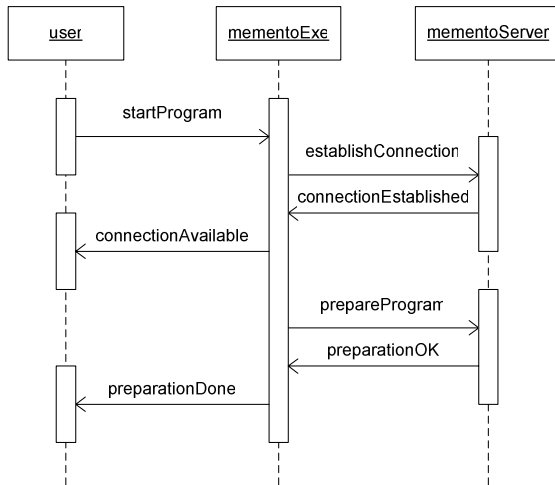 user
mementoExe
mementoServer
startProgram
establishConnection
connectionEstablished
connectionAvailable
prepareProgram
preparationOK
preparationDone